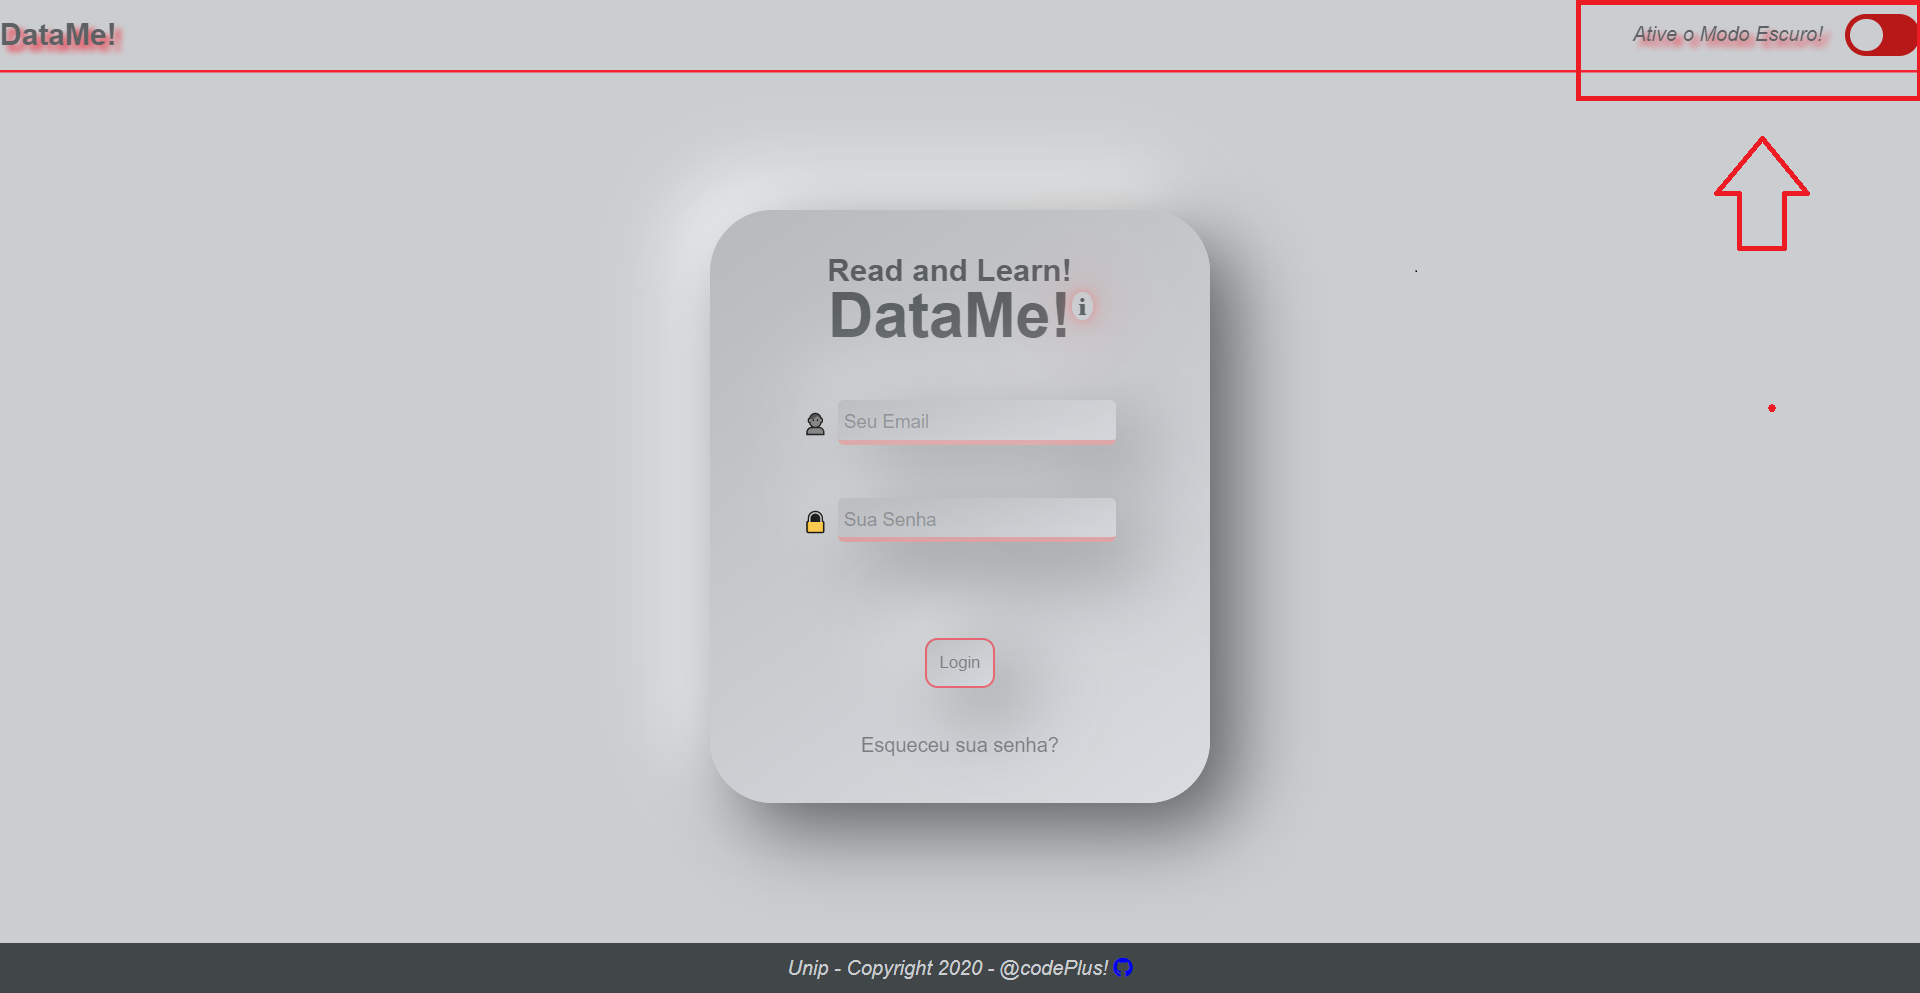 DataMe!
Ative o Modo Escuro!
Read and Learn!
DataMe!
i
Seu Email
Sua Senha
Login
Esqueceu sua senha?
Unip - Copyright 2020 - @codePlus!